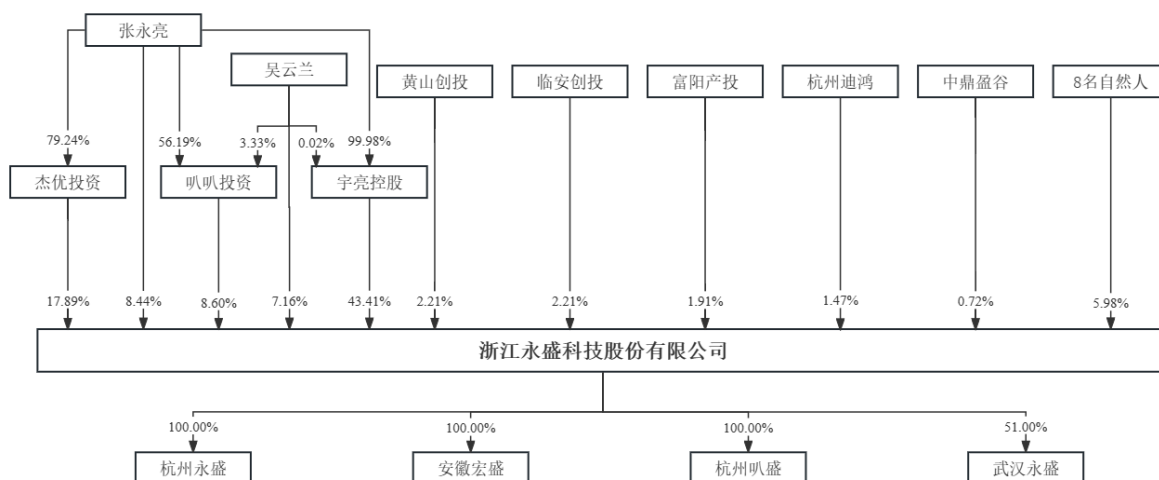 张永亮
吴云兰
黄山创投
临安创投
富阳产投
杭州迪鸿
中鼎盈谷
8名自然人
79.24%
56.19%
3.33%
0.02%
99.98%
杰优投资
叭叭投资
宇亮控股
17.89%
8.44%
8.60%
7.16%
43.41%
2.21%
2.21%
1.91%
1.47%
0.72%
5.98%
浙江永盛科技股份有限公司
100.00%
100.00%
100.00%
51.00%
杭州永盛
安徽宏盛
杭州叭盛
武汉永盛